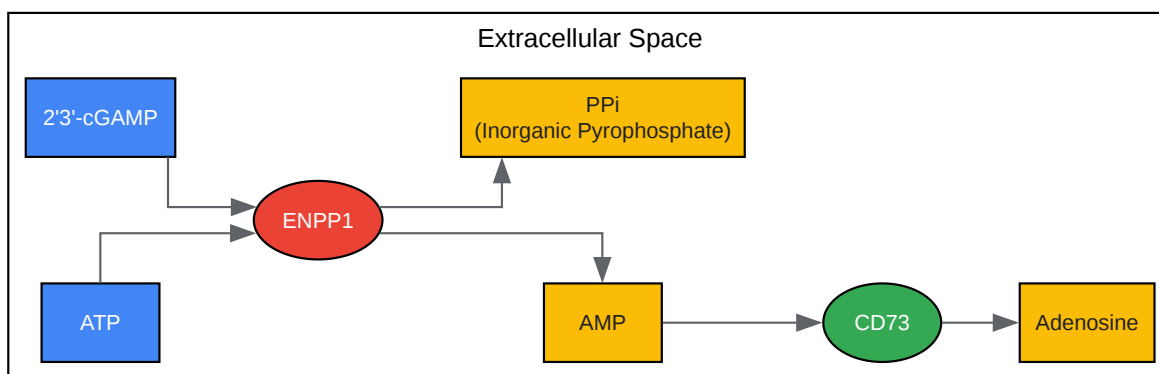 Extracellular Space
2'3'-cGAMP
PPi
(Inorganic Pyrophosphate)
ENPP1
ATP
AMP
CD73
Adenosine